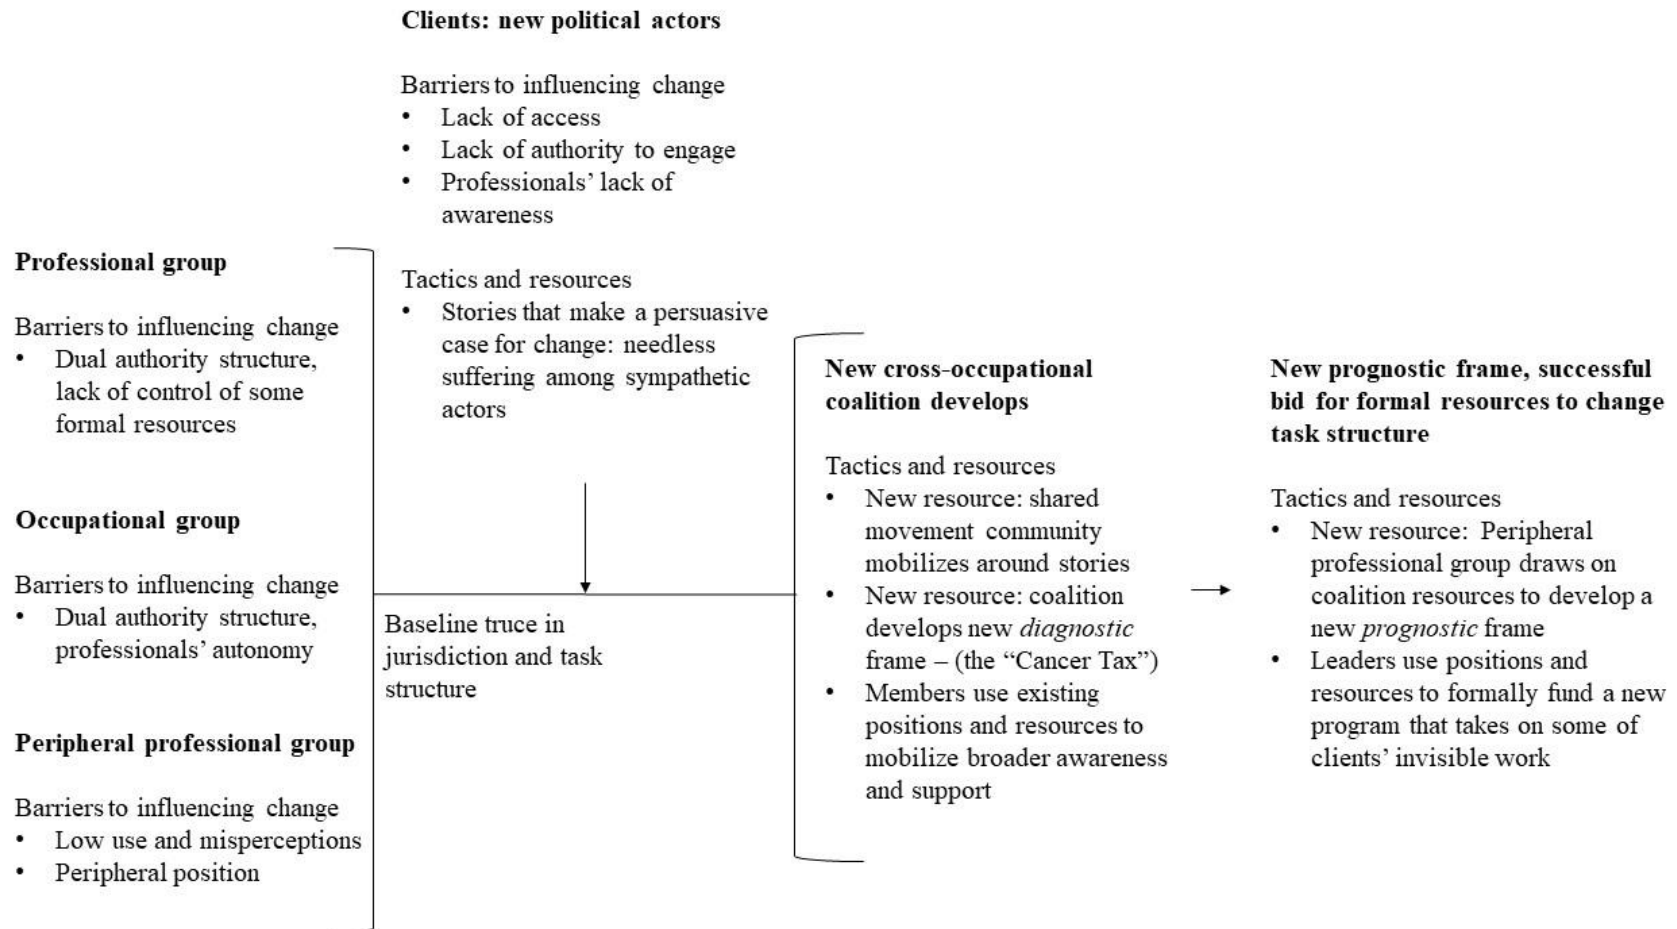 Clients: new political actors
Barriers to influencing change
• Lack of access
• Lack of authority to engage
• Professionals’ lack of
awareness
Tactics and resources
• Stories that make a persuasive
case for change: needless
suffering among sympathetic
actors
Professional group
Barriers to influencing change
• Dual authority structure,
lack of control of some
formal resources
Occupational group
Barriers to influencing change
• Dual authority structure,
professionals’ autonomy
Peripheral professional group
Barriers to influencing change
• Low use and misperceptions
• Peripheral position
Baseline truce in
jurisdiction and task
structure
New cross-occupational
coalition develops
Tactics and resources
• New resource: shared
movement community
mobilizes around stories
• New resource: coalition
develops new diagnostic
frame – (the “Cancer Tax”)
• Members use existing
positions and resources to
mobilize broader awareness
and support
New prognostic frame, successful
bid for formal resources to change
task structure
Tactics and resources
• New resource: Peripheral
professional group draws on
coalition resources to develop a
new prognostic frame
• Leaders use positions and
resources to formally fund a new
program that takes on some of
clients’ invisible work